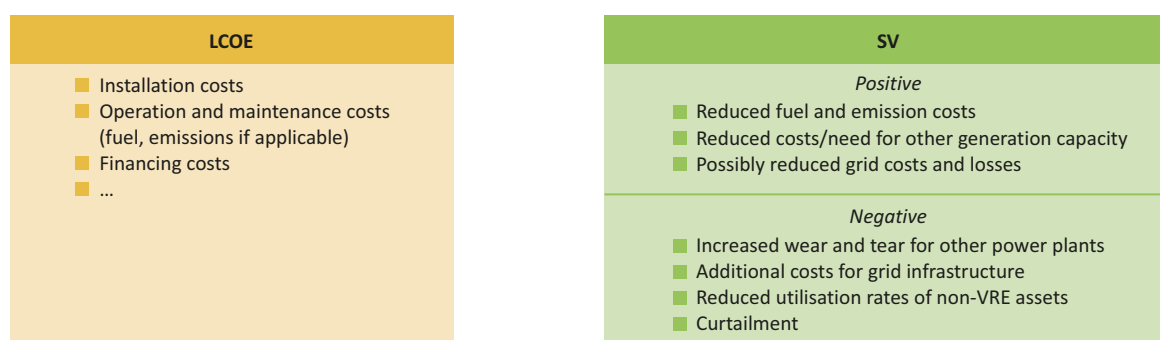 LCOE
Installation costs
Operation and maintenance costs
(fuel, emissions if applicable)
Financing costs
...
SV
Positive
Reduced fuel and emission costs
Reduced costs/need for other generation capacity
Possibly reduced grid costs and losses
Negative
Increased wear and tear for other power plants
Additional costs for grid infrastructure
Reduced utilisation rates of non-VRE assets
Curtailment